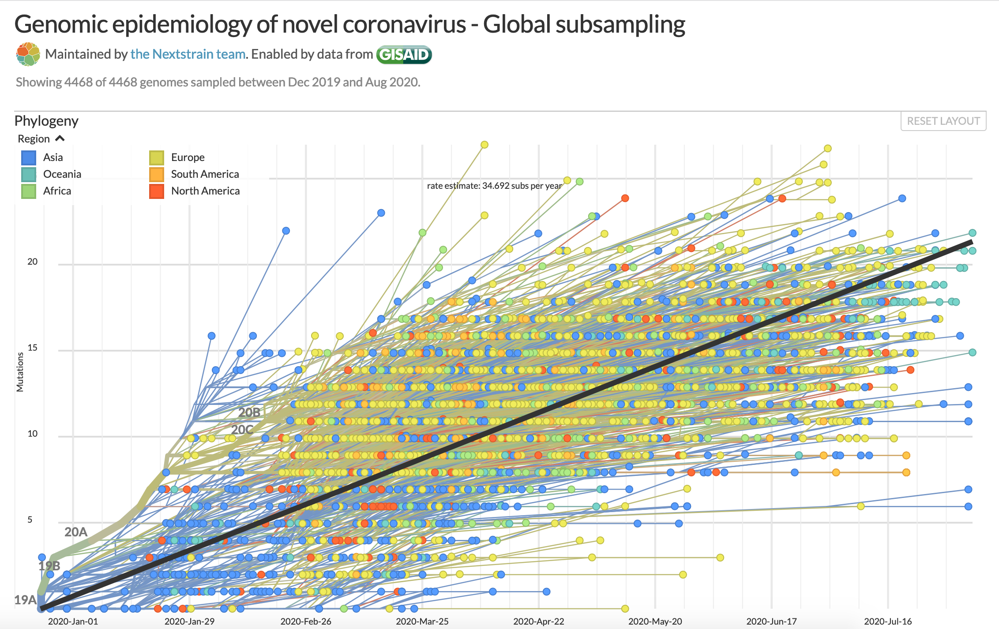 Genomic epidemiology of novel coronavirus - Global subsampling
Maintained by the Nextstrain team. Enabled by data from GISAID
Showing 4468 of 4468 genomes sampled between Dec 2019 and Aug 2020.
Phylogeny
RESET LAYOUT
Region
Asia
Europe
Oceania
South America
Africa
North America
rate estimate: 34.692 subs per year
20
15
Mutations
20B
20C
10
5
20A
19B
19A
2020-Jan-01
2020-Jan-29
2020-Feb-26
2020-Mar-25
2020-Apr-22
2020-May-20
2020-Jun-17
2020-Jul-16